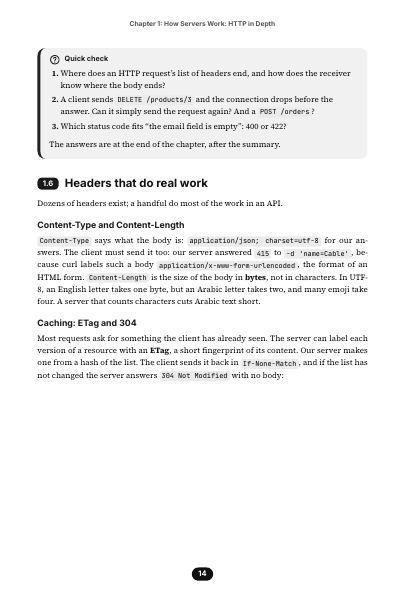 Chapter 1: How Servers Work: HTTP in Depth
? Quick check
1. Where does an HTTP request's list of headers end, and how does the receiver
know where the body ends?
2. A client sends DELETE /products/3 and the connection drops before the
answer. Can it simply send the request again? And a POST /orders ?
3. Which status code fits “the email field is empty”: 400 or 422?
The answers are at the end of the chapter, after the summary.
1.6 Headers that do real work
Dozens of headers exist; a handful do most of the work in an API.
Content-Type and Content-Length
Content-Type says what the body is: application/json; charset=utf-8 for our an-
swers. The client must send it too: our server answered 415 to -d 'name=Cable' , be-
cause curl labels such a body application/x-www-form-urlencoded , the format of an
HTML form. Content-Length is the size of the body in bytes, not in characters. In UTF-
8, an English letter takes one byte, but an Arabic letter takes two, and many emoji take
four. A server that counts characters cuts Arabic text short.
Caching: ETag and 304
Most requests ask for something the client has already seen. The server can label each
version of a resource with an ETag, a short fingerprint of its content. Our server makes
one from a hash of the list. The client sends it back in If-None-Match , and if the list has
not changed the server answers 304 Not Modified with no body:
14